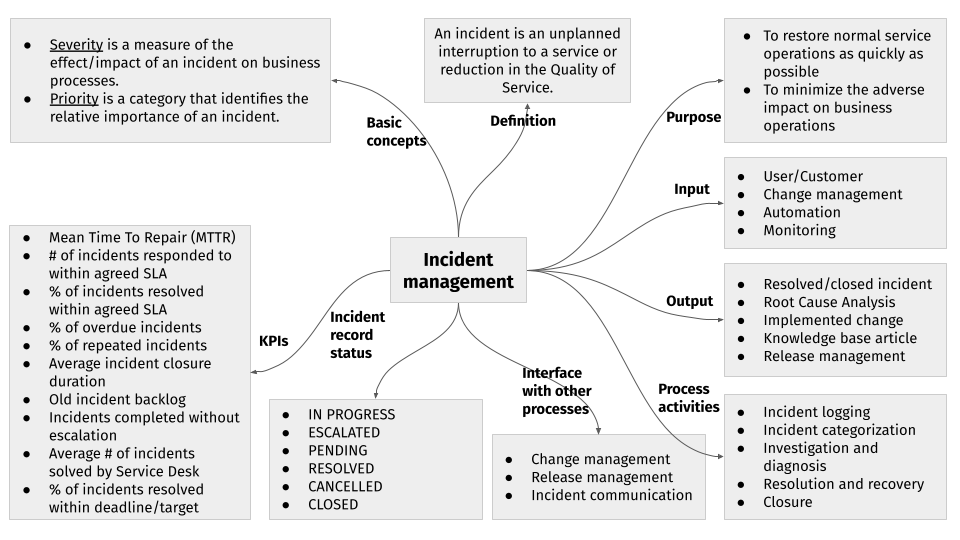 ● Severity is a measure of the
effect/impact of an incident on business
processes.
● Priority is a category that identifies the
relative importance of an incident.
An incident is an unplanned
interruption to a service or
reduction in the Quality of
Service.
● To restore normal service
operations as quickly as
possible
● To minimize the adverse
impact on business
operations
Basic
concepts
Definition
Purpose
Input
● User/Customer
● Change management
● Automation
● Monitoring
Incident
management
● Mean Time To Repair (MTTR)
● # of incidents responded to
within agreed SLA
● % of incidents resolved
within agreed SLA
● % of overdue incidents
● % of repeated incidents
● Average incident closure
duration
● Old incident backlog
● Incidents completed without
escalation
● Average # of incidents
solved by Service Desk
● % of incidents resolved
within deadline/target
KPIs
Incident
record
status
Output
● Resolved/closed incident
● Root Cause Analysis
● Implemented change
● Knowledge base article
● Release management
Interface
with other
processes
Process
activities
● IN PROGRESS
● ESCALATED
● PENDING
● RESOLVED
● CANCELLED
● CLOSED
● Change management
● Release management
● Incident communication
● Incident logging
● Incident categorization
● Investigation and
diagnosis
● Resolution and recovery
● Closure